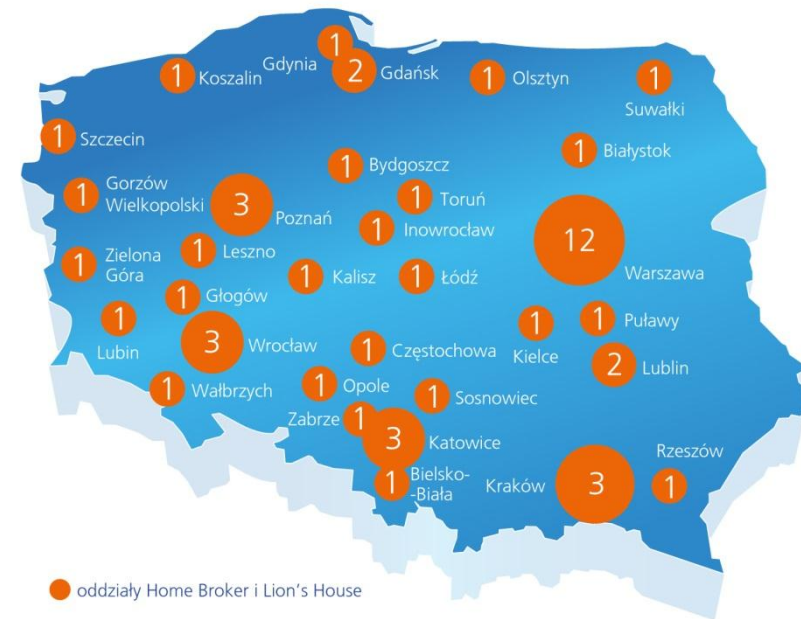 1
Gdynia
1
Koszalin
2
Gdańsk
1
Olsztyn
1
Suwałki
1
Szczecin
1
Białystok
1
Bydgoszcz
1
Gorzów
Wielkopolski
3
Poznań
1
Toruń
1
Inowrocław
12
Warszawa
1
Zielona
Góra
1
Leszno
1
Kalisz
1
Łódź
1
Głogów
1
Lubin
3
Wrocław
1
Częstochowa
1
Kielce
1
Puławy
2
Lublin
1
Wałbrzych
1
Opole
1
Sosnowiec
Zabrze
1
3
Katowice
1
Bielsko-
-Biała
Kraków
3
Rzeszów
1
oddziały Home Broker i Lion's House